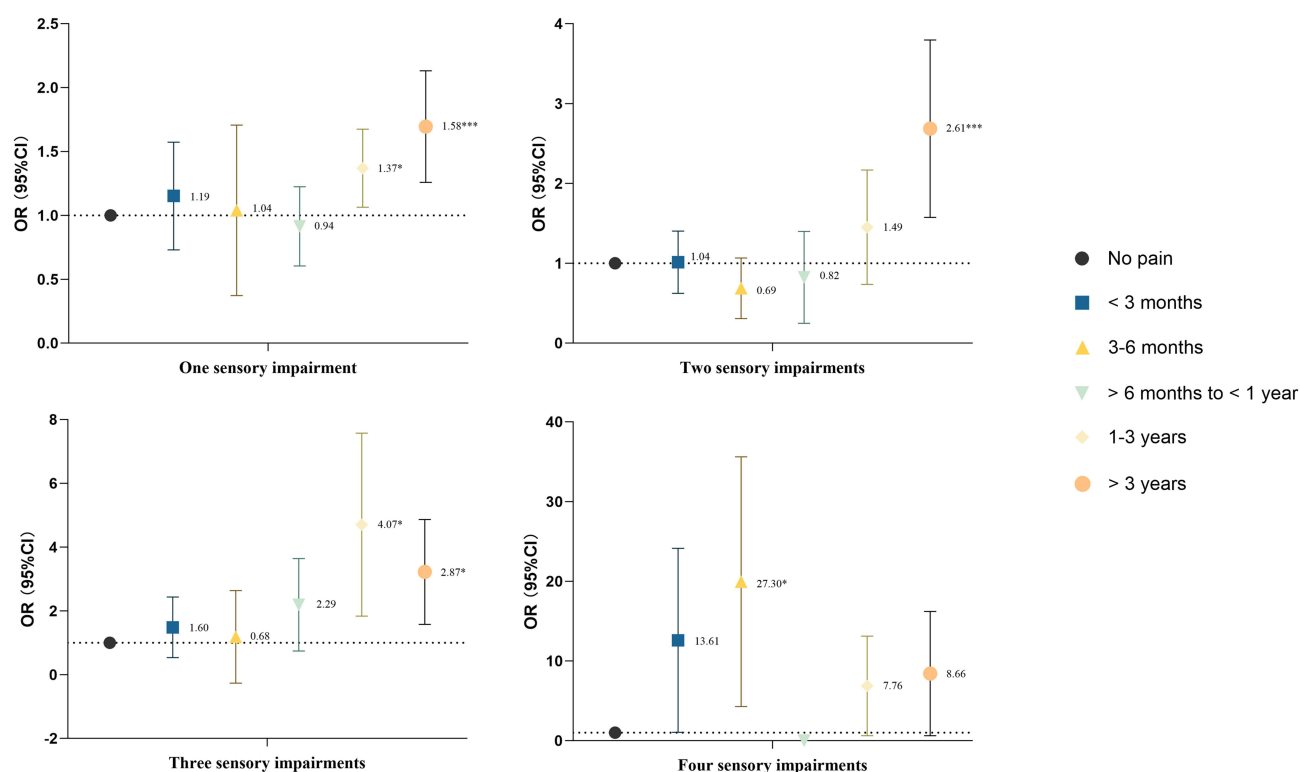 2.5
2.0
1.5
1.0
0.5
0.0
OR（95%CI）
1.19
1.04
0.94
1.37*
1.58***
One sensory impairment
4
3
2
1
0
OR（95%CI）
1.04
0.69
0.82
1.49
2.61***
Two sensory impairments
8
6
4
2
0
-2
OR（95%CI）
1.60
0.68
2.29
4.07*
2.87*
Three sensory impairments
40
30
20
10
0
OR（95%CI）
13.61
27.30*
7.76
8.66
Four sensory impairments
No pain
< 3 months
3-6 months
> 6 months to < 1 year
1-3 years
> 3 years